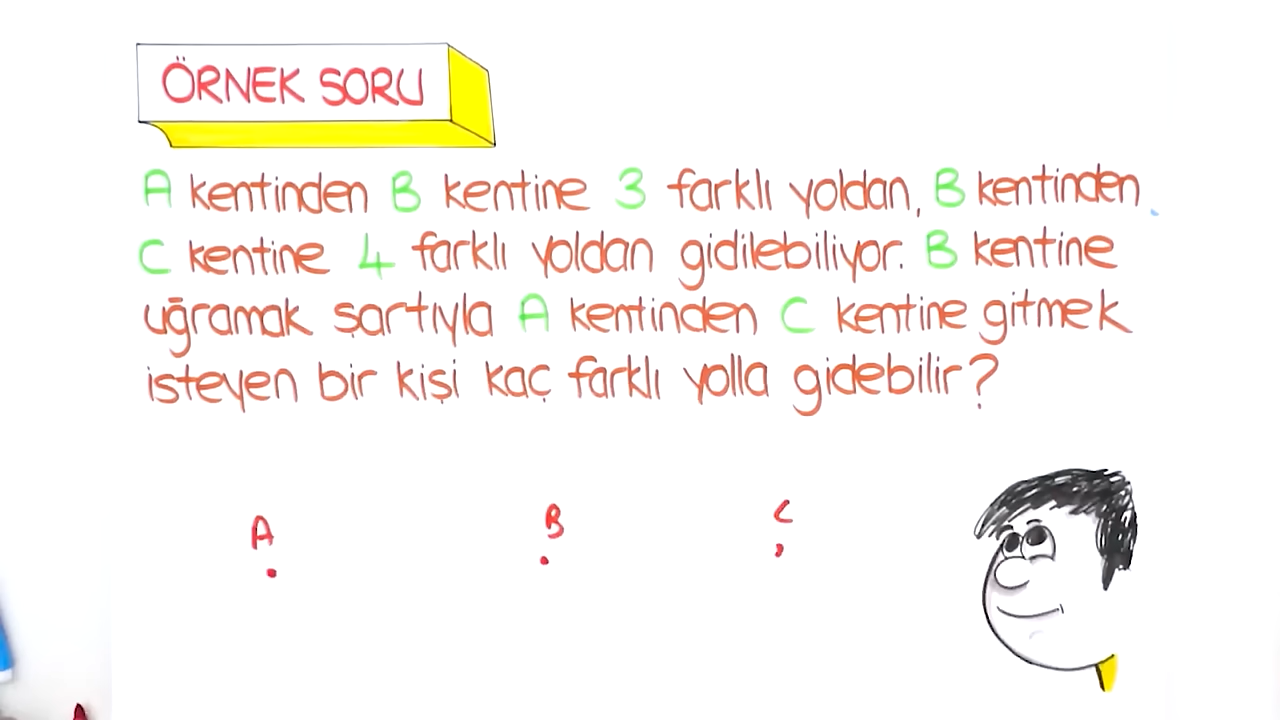 ÖRNEK SORU
A kentinden B kentine 3 farklı yoldan, B kentinden
C kentine 4 farklı yoldan gidilebiliyor. B kentine
uğramak şartıyla A kentinden C kentine gitmek
isteyen bir kişi kaç farklı yolla gidebilir?
A B C